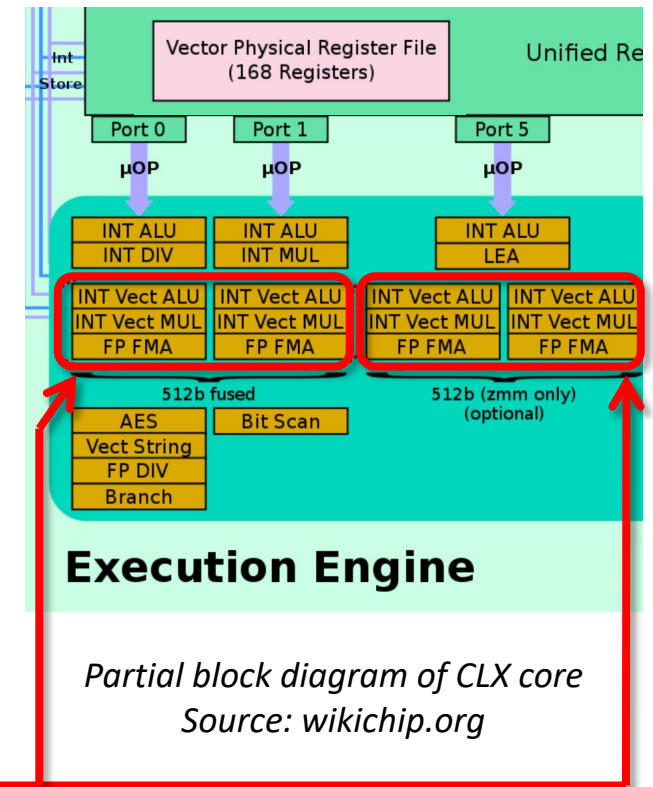 Int
Store
Vector Physical Register File
(168 Registers)
Unified Re
Port 0
Port 1
Port 5
µOP
µOP
µOP
INT ALU
INT DIV
INT ALU
INT MUL
INT ALU
LEA
INT Vect ALU
INT Vect MUL
FP FMA
INT Vect ALU
INT Vect MUL
FP FMA
INT Vect ALU
INT Vect MUL
FP FMA
INT Vect ALU
INT Vect MUL
FP FMA
512b fused
512b (zmm only)
(optional)
AES
Vect String
FP DIV
Branch
Bit Scan
Execution Engine
Partial block diagram of CLX core
Source: wikichip.org